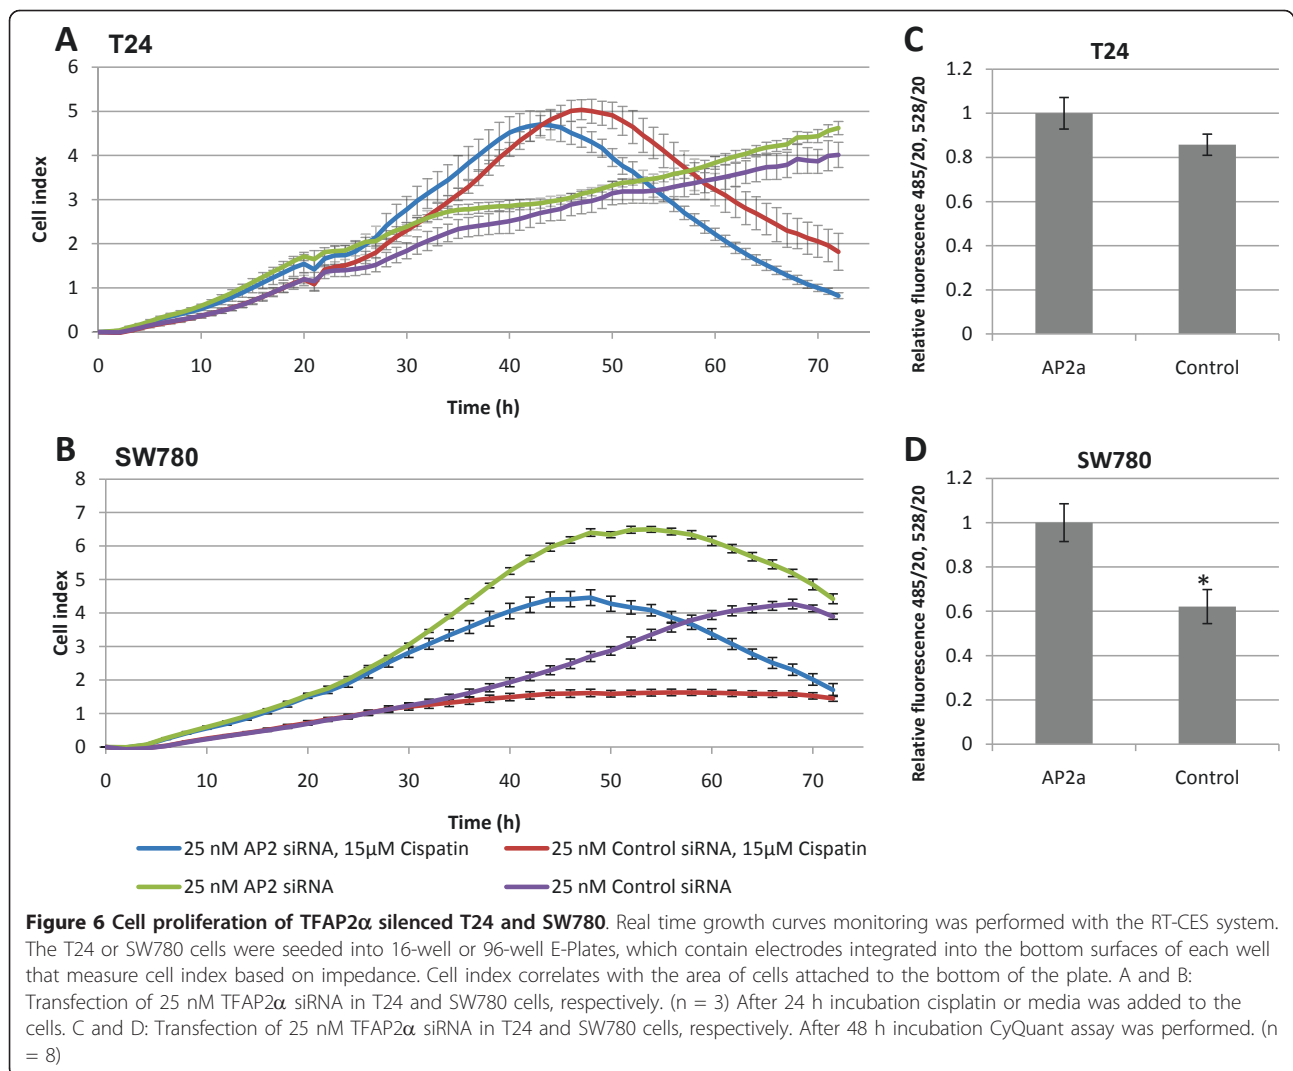 A T24
6
5
4
3
2
1
0
Cell index
0 10 20 30 40 50 60 70
Time (h)
C
T24
1.2
1
0.8
0.6
0.4
0.2
0
Relative fluorescence 485/20, 528/20
AP2a Control
B SW780
8
7
6
5
4
3
2
1
0
Cell index
0 10 20 30 40 50 60 70
Time (h)
D
SW780
1.2
1
0.8
0.6
0.4
0.2
0
Relative fluorescence 485/20, 528/20
*
AP2a Control
25 nM AP2 siRNA, 15µM Cispatin
25 nM Control siRNA, 15µM Cispatin
25 nM AP2 siRNA
25 nM Control siRNA
Figure 6 Cell proliferation of TFAP2α silenced T24 and SW780. Real time growth curves monitoring was performed with the RT-CES system.
The T24 or SW780 cells were seeded into 16-well or 96-well E-Plates, which contain electrodes integrated into the bottom surfaces of each well
that measure cell index based on impedance. Cell index correlates with the area of cells attached to the bottom of the plate. A and B:
Transfection of 25 nM TFAP2α siRNA in T24 and SW780 cells, respectively. (n = 3) After 24 h incubation cisplatin or media was added to the
cells. C and D: Transfection of 25 nM TFAP2α siRNA in T24 and SW780 cells, respectively. After 48 h incubation CyQuant assay was performed. (n
= 8)